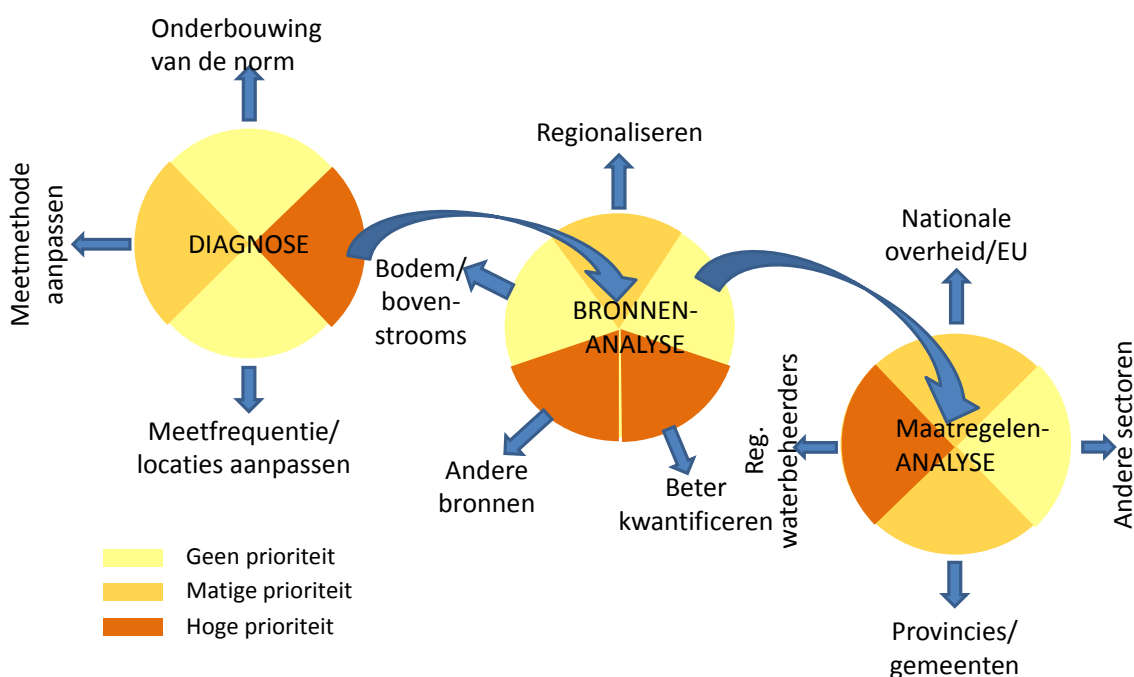 Onderbouwing
van de norm
Meetmethode
aanpassen
DIAGNOSE
Meetfrequentie/
locaties aanpassen
Regionaliseren
Bodem/
boven-
strooms
BRONNEN-
ANALYSE
Andere
bronnen
Beter
kwantificeren
Nationale
overheid/EU
Reg.
waterbeheerders
Maatregelen-
ANALYSE
Andere sectoren
Provincies/
gemeenten
Geen prioriteit
Matige prioriteit
Hoge prioriteit